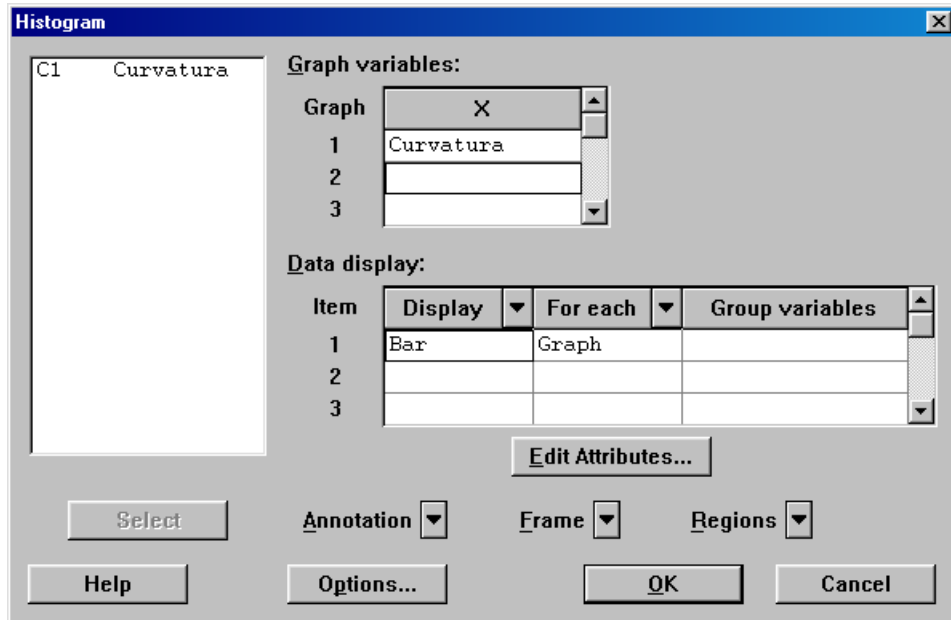 Histogram
C1 Curvatura
Graph variables:
Graph X
1 Curvatura
2
3
Data display:
Item Display For each Group variables
1 Bar Graph
2
3
Edit Attributes...
Select Annotation Frame Regions
Help Options... OK Cancel